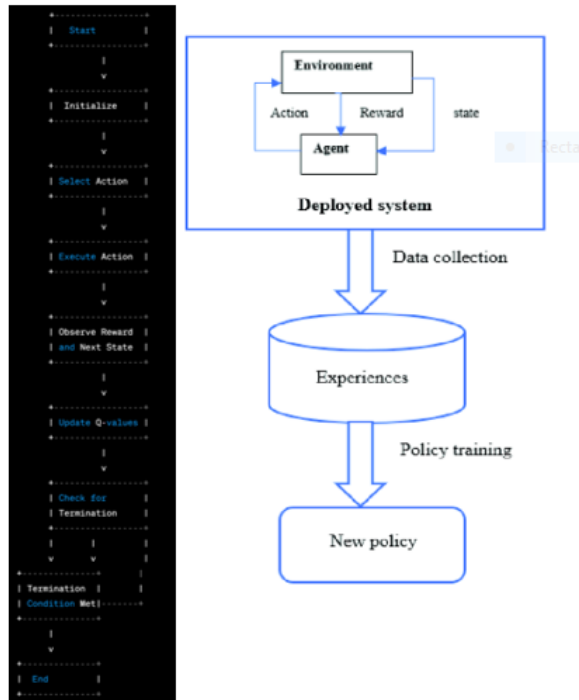 Start
Initialize
Select Action
Execute Action
Observe Reward
and Next State
Update Q-values
Check for
Termination
Termination
Condition Met
End
Environment
Action
Reward
state
Agent
Deployed system
Data collection
Experiences
Policy training
New policy
Recta